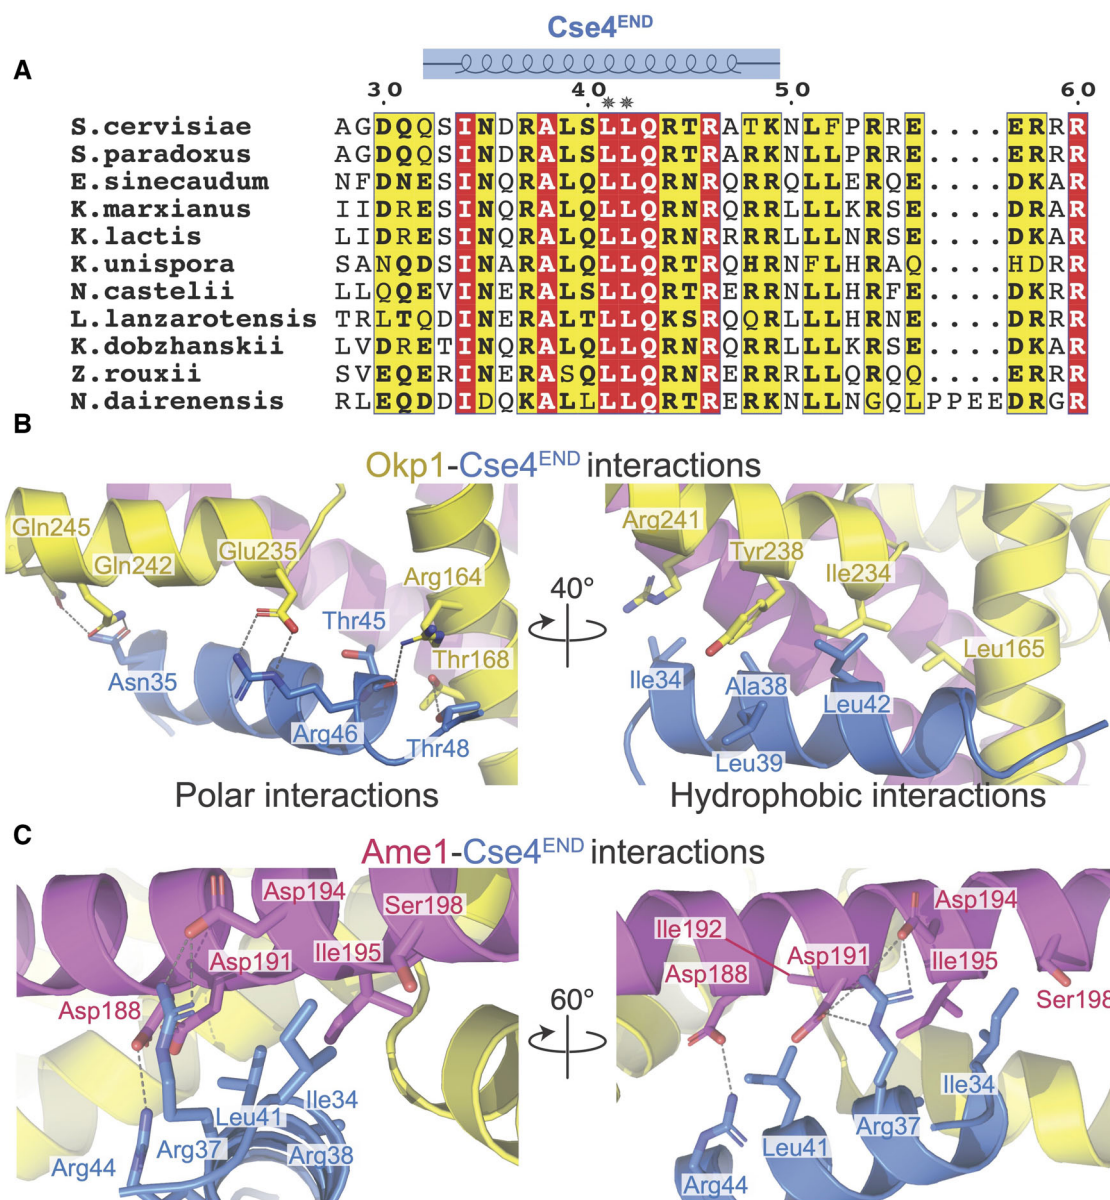 Cse4END
A
30 40 50 60
S.cervisiae AGDQQSINDRALSLLQRTRATKNLFPRRE....ERRR
S.paradoxus AGDQQSINDRALSLLQRTRARKNLLPRRE....ERRR
E.sinecaudum NFDNESINQRALQLLQRNRQRRQLLERQE....DKAR
K.marxianus IIDRESINQRALQLLQRNRQRRLLLKRSE....DRAR
K.lactis LIDRESINQRALQLLQRNRRRRLLLNRSE....DKAR
K.unispora SANQDSINARALQLLQRTRQHRNFLHRAQ....HDRR
N.castelii LLQQEVINERALSLLQRTRERRNLLHRFE....DKRR
L.lanzarotensis TRLTQDINERALTLLQKSRQQRLLLHRNE....DRRR
K.dobzhanskii LVDRETINQRALQLLQRNRQRRLLLKRSE....DKAR
Z.rouxii SVEQERINERASQLLQRNRERRRLLQRQQ....ERRR
N.dairenensis RLEQDDIDQKALLLLQRTRERKNLLNGQLPPEEDRGR
B
Okp1-Cse4END interactions
Gln245
Gln242
Glu235
Arg164
Thr45
Thr168
Asn35
Arg46
Thr48
Polar interactions
40°
Arg241
Tyr238
Ile234
Leu165
Ile34
Ala38
Leu42
Leu39
Hydrophobic interactions
C
Ame1-Cse4END interactions
Asp194
Ser198
Ile195
Asp191
Asp188
Ile34
Leu41
Arg37
Arg38
Arg44
60°
Asp194
Ile192
Asp191
Ile195
Asp188
Ser198
Ile34
Arg37
Leu41
Arg44